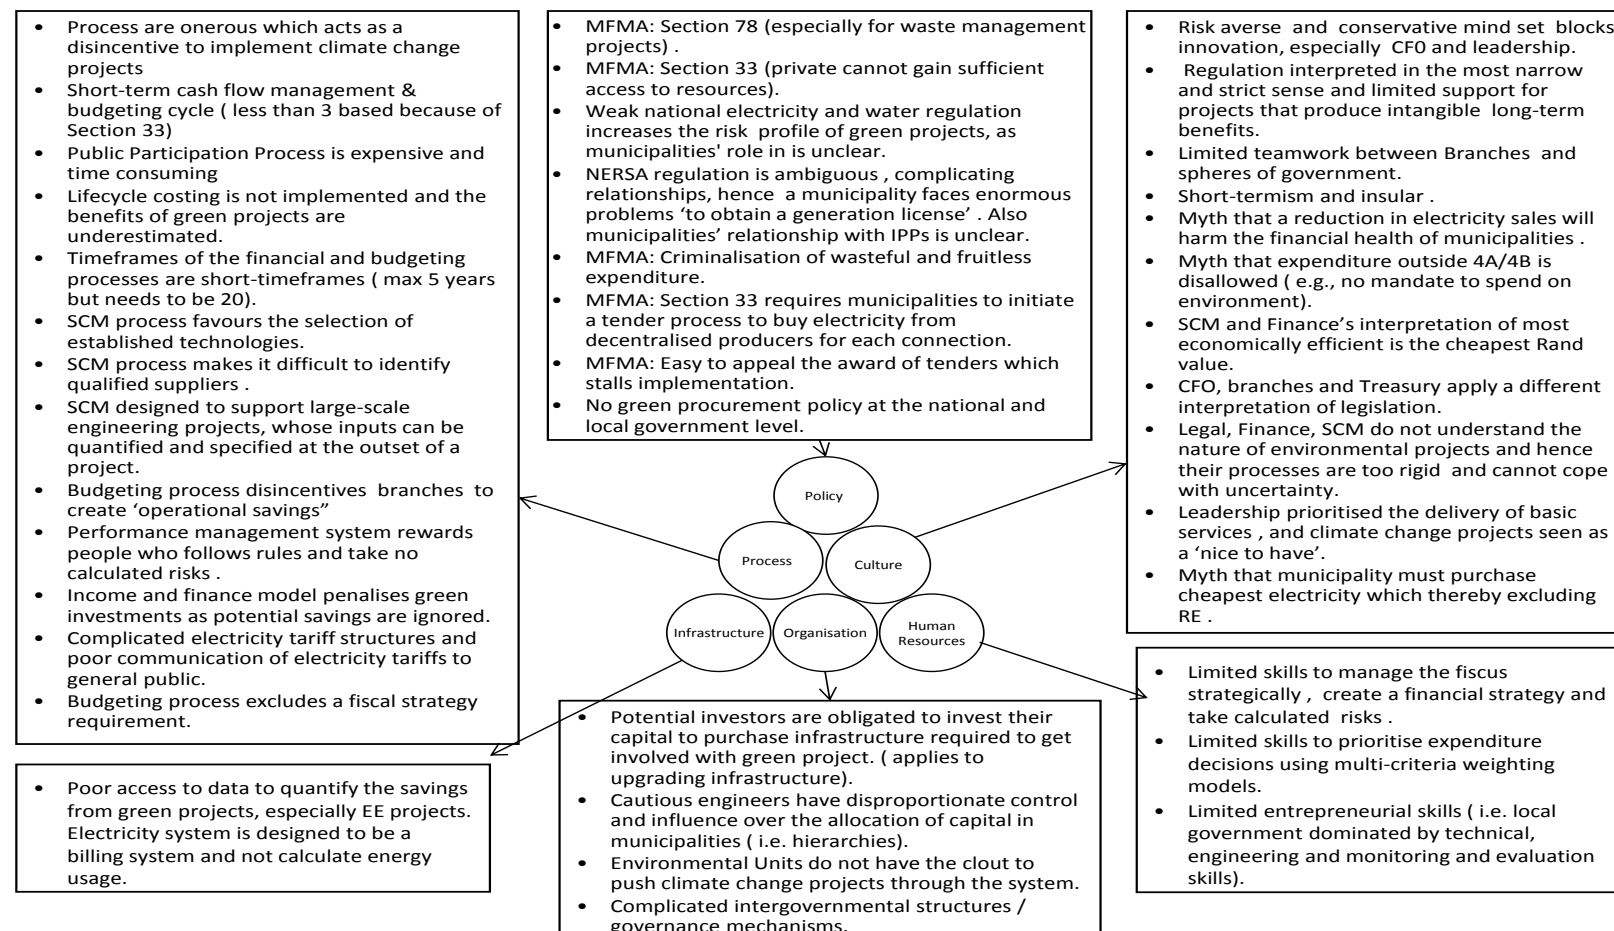 • Process are onerous which acts as a
disincentive to implement climate change
projects
• Short-term cash flow management &
budgeting cycle ( less than 3 based because of
Section 33)
• Public Participation Process is expensive and
time consuming
• Lifecycle costing is not implemented and the
benefits of green projects are
underestimated.
• Timeframes of the financial and budgeting
processes are short-timeframes ( max 5 years
but needs to be 20).
• SCM process favours the selection of
established technologies.
• SCM process makes it difficult to identify
qualified suppliers .
• SCM designed to support large-scale
engineering projects, whose inputs can be
quantified and specified at the outset of a
project.
• Budgeting process disincentives branches to
create ‘operational savings”
• Performance management system rewards
people who follows rules and take no
calculated risks .
• Income and finance model penalises green
investments as potential savings are ignored.
• Complicated electricity tariff structures and
poor communication of electricity tariffs to
general public.
• Budgeting process excludes a fiscal strategy
requirement.
• MFMA: Section 78 (especially for waste management
projects) .
• MFMA: Section 33 (private cannot gain sufficient
access to resources).
• Weak national electricity and water regulation
increases the risk profile of green projects, as
municipalities' role in is unclear.
• NERSA regulation is ambiguous , complicating
relationships, hence a municipality faces enormous
problems ‘to obtain a generation license’ . Also
municipalities’ relationship with IPPs is unclear.
• MFMA: Criminalisation of wasteful and fruitless
expenditure.
• MFMA: Section 33 requires municipalities to initiate
a tender process to buy electricity from
decentralised producers for each connection.
• MFMA: Easy to appeal the award of tenders which
stalls implementation.
• No green procurement policy at the national and
local government level.
• Risk averse and conservative mind set blocks
innovation, especially CF0 and leadership.
• Regulation interpreted in the most narrow
and strict sense and limited support for
projects that produce intangible long-term
benefits.
• Limited teamwork between Branches and
spheres of government.
• Short-termism and insular .
• Myth that a reduction in electricity sales will
harm the financial health of municipalities .
• Myth that expenditure outside 4A/4B is
disallowed ( e.g., no mandate to spend on
environment).
• SCM and Finance’s interpretation of most
economically efficient is the cheapest Rand
value.
• CFO, branches and Treasury apply a different
interpretation of legislation.
• Legal, Finance, SCM do not understand the
nature of environmental projects and hence
their processes are too rigid and cannot cope
with uncertainty.
• Leadership prioritised the delivery of basic
services , and climate change projects seen as
a ‘nice to have’.
• Myth that municipality must purchase
cheapest electricity which thereby excluding
RE .
Policy
Process
Culture
Infrastructure
Organisation
Human
Resources
• Poor access to data to quantify the savings
from green projects, especially EE projects.
Electricity system is designed to be a
billing system and not calculate energy
usage.
• Potential investors are obligated to invest their
capital to purchase infrastructure required to get
involved with green project. ( applies to
upgrading infrastructure).
• Cautious engineers have disproportionate control
and influence over the allocation of capital in
municipalities ( i.e. hierarchies).
• Environmental Units do not have the clout to
push climate change projects through the system.
• Complicated intergovernmental structures /
governance mechanisms.
• Limited skills to manage the fiscus
strategically , create a financial strategy and
take calculated risks .
• Limited skills to prioritise expenditure
decisions using multi-criteria weighting
models.
• Limited entrepreneurial skills ( i.e. local
government dominated by technical,
engineering and monitoring and evaluation
skills).